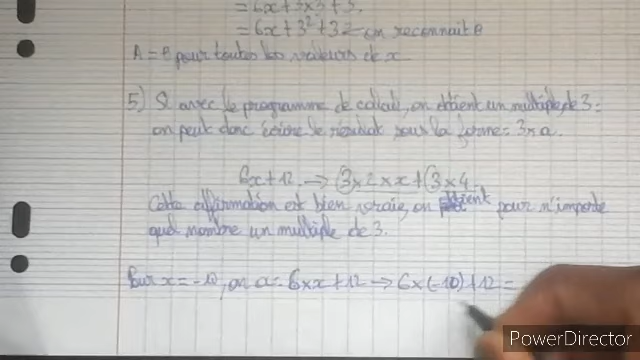 = 6x + 3x3 + 3.
= 6x + 3² + 3 on reconnait B
A = B pour toutes les valeurs de x
5) Si avec le programme de calcul, on obtient un multiple de 3 =
on peut donc écrire le résultat sous la forme = 3 x a.
6x + 12 → 3 x 2 x x + 3 x 4
Cette affirmation est bien vraie, on obtient pour n'importe
quel nombre un multiple de 3.
Pour x = -10, on a = 6 x x + 12 → 6 x (-10) + 12 =
PowerDirector